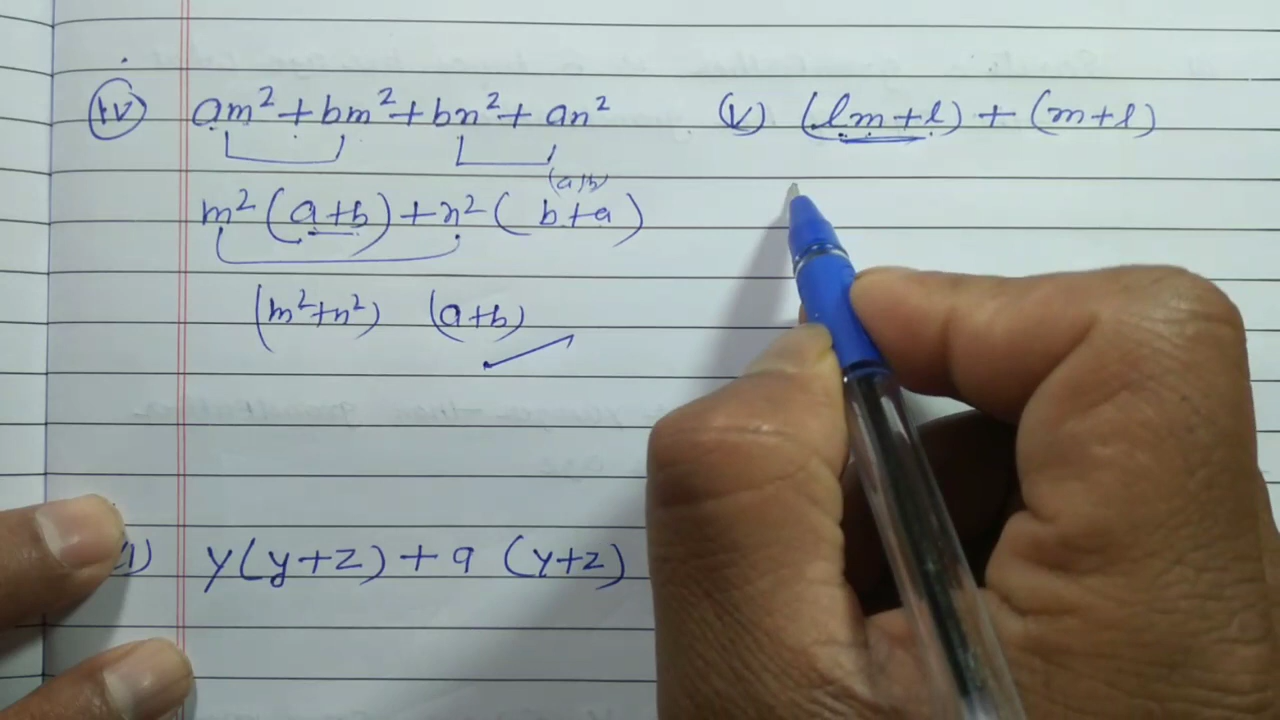 (iv) am² + bm² + bn² + an²
(v) (lm+l) + (m+l)
(a+b)
m² (a+b) + n² ( b+a )
(m²+n²) (a+b)
y(y+z) + 9 (y+z)